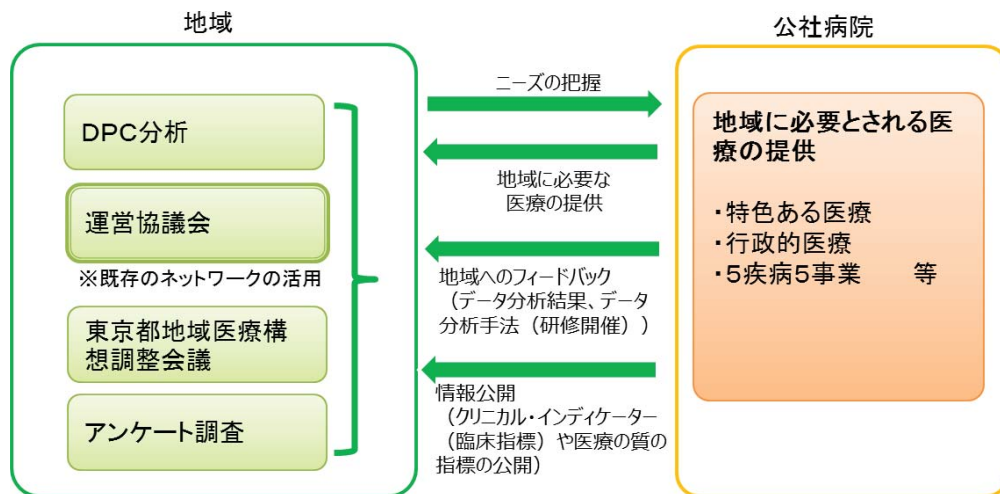 地域
公社病院
DPC分析
運営協議会
※既存のネットワークの活用
東京都地域医療構
想調整会議
アンケート調査
ニーズの把握
地域に必要な
医療の提供
地域へのフィードバック
（データ分析結果、データ
分析手法（研修開催））
情報公開
（クリニカル・インディケーター
（臨床指標）や医療の質の
指標の公開）
地域に必要とされる医
療の提供
・特色ある医療
・行政的医療
・5疾病5事業　　等